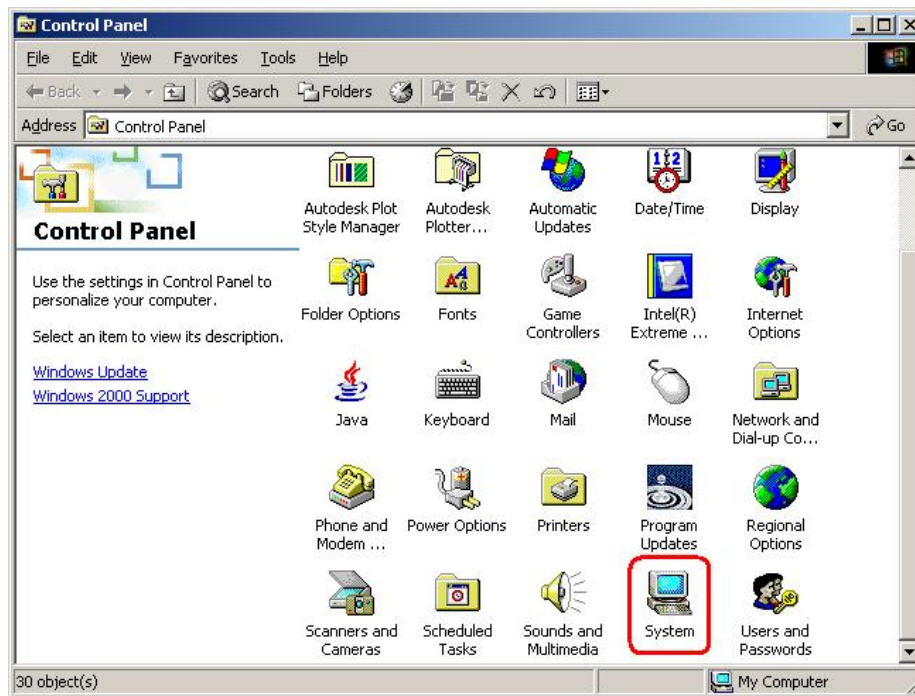 Control Panel
File Edit View Favorites Tools Help
Back Search Folders
Address Control Panel Go
Control Panel
Use the settings in Control Panel to
personalize your computer.
Select an item to view its description.
Windows Update
Windows 2000 Support
Autodesk Plot
Style Manager
Autodesk
Plotter...
Automatic
Updates
Date/Time
Display
Folder Options
Fonts
Game
Controllers
Intel(R)
Extreme ...
Internet
Options
Java
Keyboard
Mail
Mouse
Network and
Dial-up Co...
Phone and
Modem ...
Power Options
Printers
Program
Updates
Regional
Options
Scanners and
Cameras
Scheduled
Tasks
Sounds and
Multimedia
System
Users and
Passwords
30 object(s) My Computer